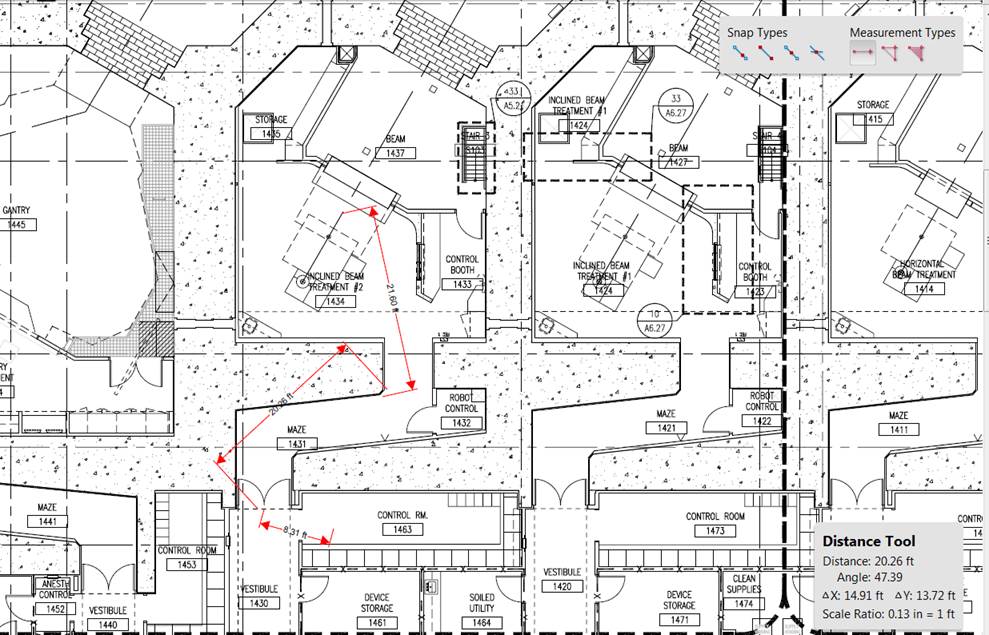 Snap Types
Measurement Types
33
A5.2
33
A6.27
STORAGE
1435
BEAM
1437
INCLINED BEAM
TREATMENT #1
1424
BEAM
1427
STORAGE
1415
GANTRY
1445
CONTROL
BOOTH
1433
INCLINED BEAM
TREATMENT #2
1434
21.60 ft
INCLINED BEAM
TREATMENT #1
1424
CONTROL
BOOTH
1423
HORIZONTAL
BEAM TREATMENT
1414
10
A6.27
20.26 ft
ROBOT
CONTROL
1432
ROBOT
CONTROL
1422
MAZE
1431
MAZE
1421
MAZE
1411
MAZE
1441
8.31 ft
CONTROL RM.
1463
CONTROL ROOM
1473
CONTROL ROOM
1453
VESTIBULE
1430
VESTIBULE
1420
CONTROL
1452
VESTIBULE
1440
DEVICE
STORAGE
1461
SOILED
UTILITY
1464
DEVICE
STORAGE
1471
CLEAN
SUPPLIES
1474
Distance Tool
Distance: 20.26 ft
Angle: 47.39
ΔX: 14.91 ft ΔY: 13.72 ft
Scale Ratio: 0.13 in = 1 ft